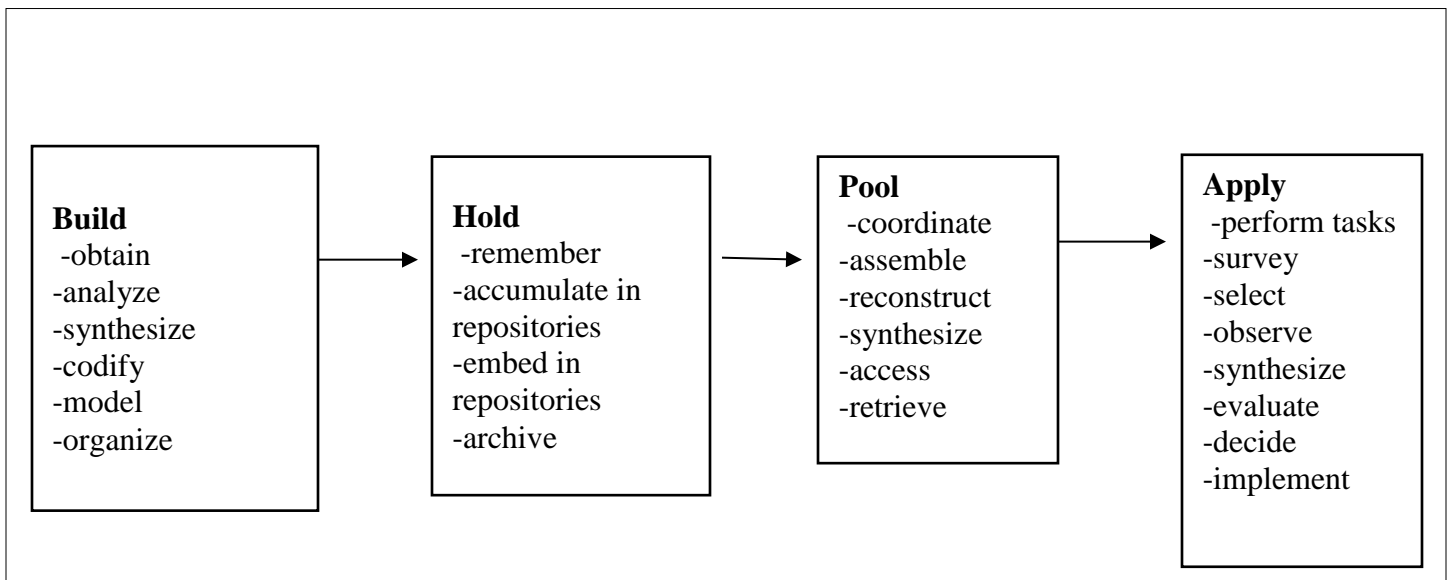 Build
-obtain
-analyze
-synthesize
-codify
-model
-organize
Hold
-remember
-accumulate in
repositories
-embed in
repositories
-archive
Pool
-coordinate
-assemble
-reconstruct
-synthesize
-access
-retrieve
Apply
-perform tasks
-survey
-select
-observe
-synthesize
-evaluate
-decide
-implement